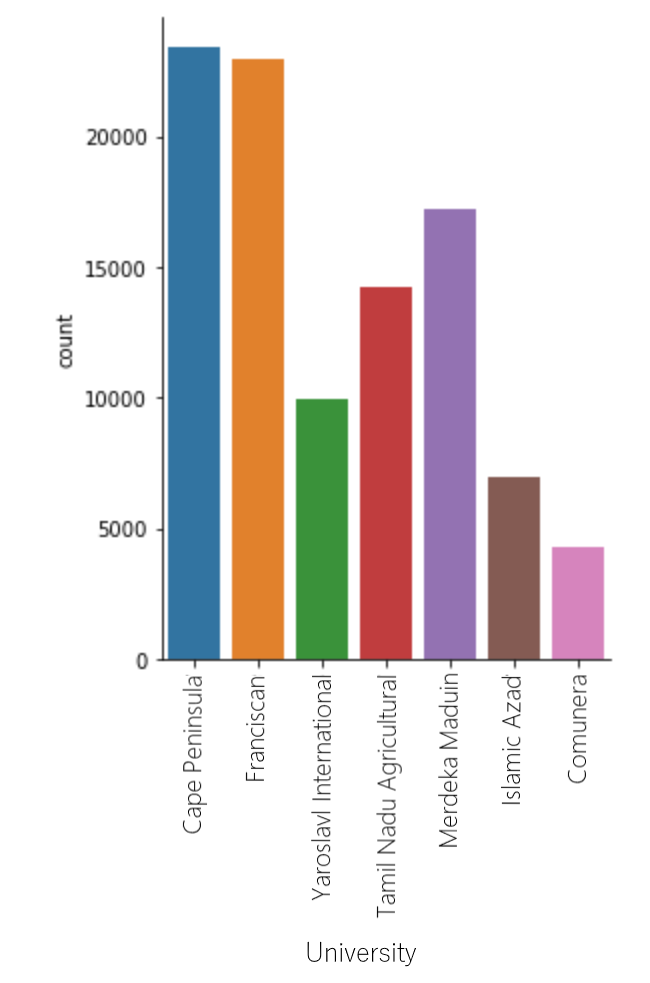 20000
15000
10000
5000
0
count
Cape Peninsula
Franciscan
Yaroslavl International
Tamil Nadu Agricultural
Merdeka Maduin
Islamic Azad
Comunera
University